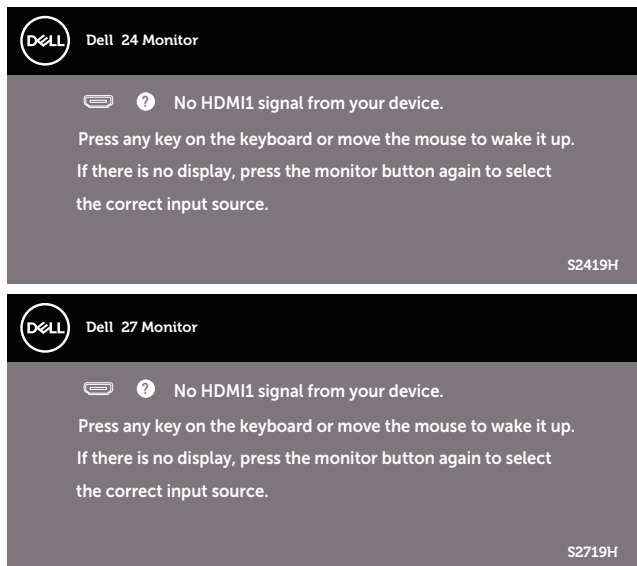 DELL Dell 24 Monitor
? No HDMI1 signal from your device.
Press any key on the keyboard or move the mouse to wake it up.
If there is no display, press the monitor button again to select
the correct input source.
S2419H
DELL Dell 27 Monitor
? No HDMI1 signal from your device.
Press any key on the keyboard or move the mouse to wake it up.
If there is no display, press the monitor button again to select
the correct input source.
S2719H